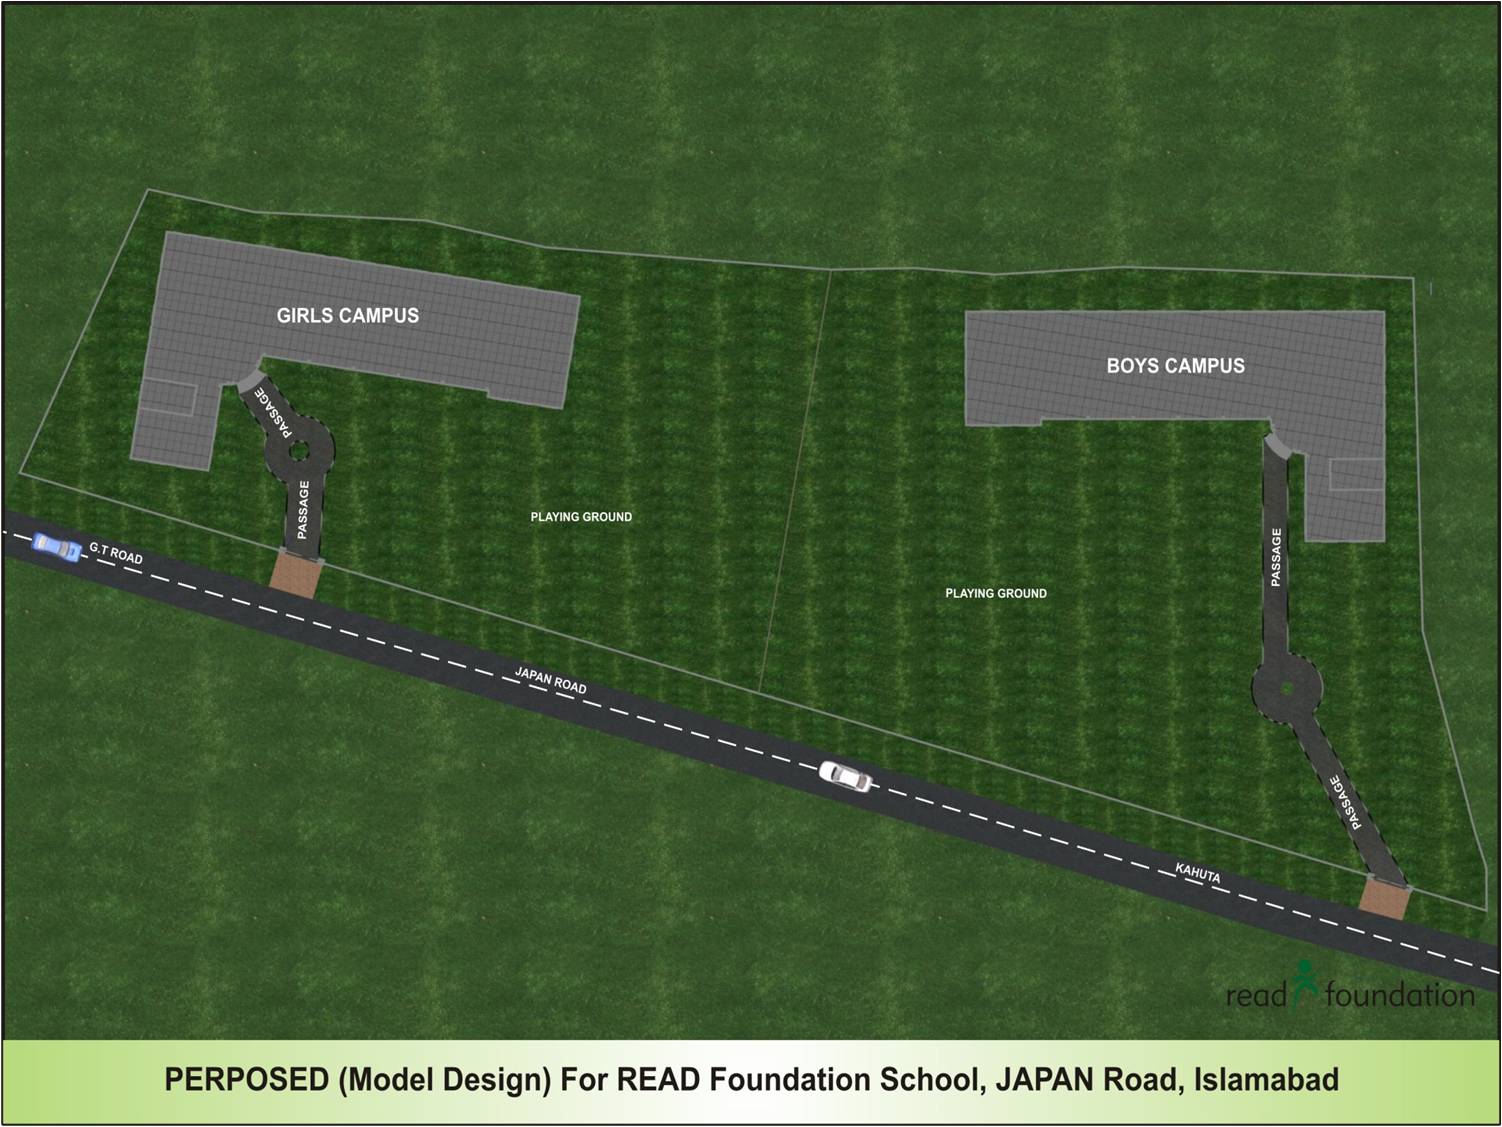 GIRLS CAMPUS
BOYS CAMPUS
PASSAGE
PASSAGE
PLAYING GROUND
PASSAGE
G.T ROAD
PLAYING GROUND
JAPAN ROAD
PASSAGE
KAHUTA
read foundation
PERPOSED (Model Design) For READ Foundation School, JAPAN Road, Islamabad